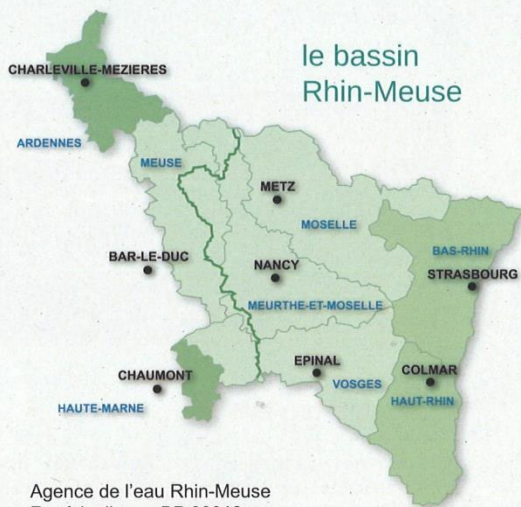 le bassin
Rhin-Meuse
CHARLEVILLE-MEZIERES
ARDENNES
MEUSE
METZ
MOSELLE
BAR-LE-DUC
NANCY
BAS-RHIN
STRASBOURG
MEURTHE-ET-MOSELLE
EPINAL
COLMAR
CHAUMONT
VOSGES
HAUT-RHIN
HAUTE-MARNE
Agence de l'eau Rhin-Meuse